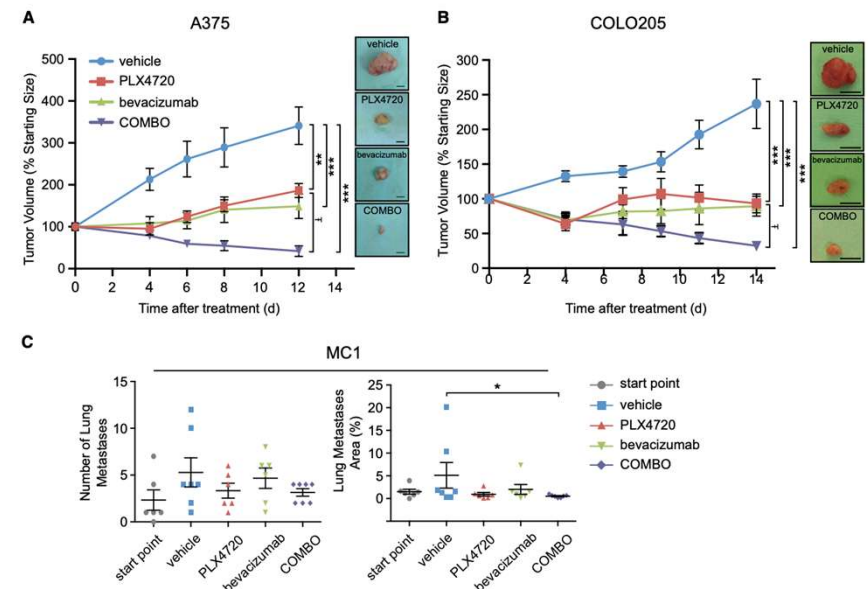 A
A375
Tumor Volume (% Starting Size)
500
400
300
200
100
0
vehicle
PLX4720
bevacizumab
COMBO
0 2 4 6 8 10 12 14
Time after treatment (d)
** *** ***
⟂
vehicle
PLX4720
bevacizumab
COMBO
B
COLO205
Tumor Volume (% Starting Size)
300
250
200
150
100
50
0
0 2 4 6 8 10 12 14
Time after treatment (d)
*** *** ***
⟂
vehicle
PLX4720
bevacizumab
COMBO
C
MC1
Number of Lung
Metastases
15
10
5
0
start point vehicle PLX4720 bevacizumab COMBO
Lung Metastases
Area (%)
25
20
15
10
5
0
*
start point vehicle PLX4720 bevacizumab COMBO
start point
vehicle
PLX4720
bevacizumab
COMBO